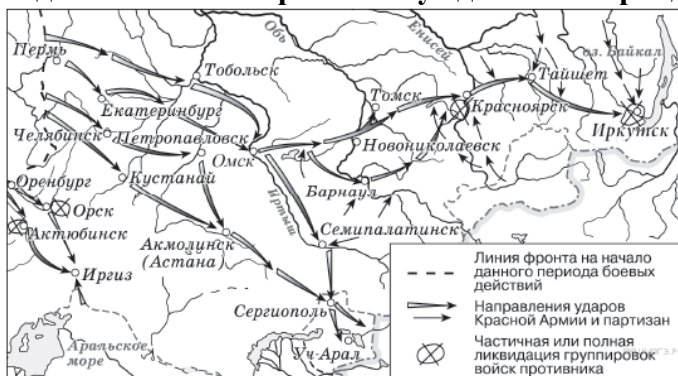 Обь
Енисей
оз. Байкал
Пермь
Тобольск
Тайшет
Томск
Красноярск
Екатеринбург
Иркутск
Челябинск
Петропавловск
Омск
Новониколаевск
Оренбург
Кустанай
Барнаул
Иртыш
Орск
Актюбинск
Акмолинск
(Астана)
Семипалатинск
Иргиз
Сергиополь
Уч-Арал
Аральское
море
Линия фронта на начало
данного периода боевых
действий
Направления ударов
Красной Армии и партизан
Частичная или полная
ликвидация группировок
войск противника